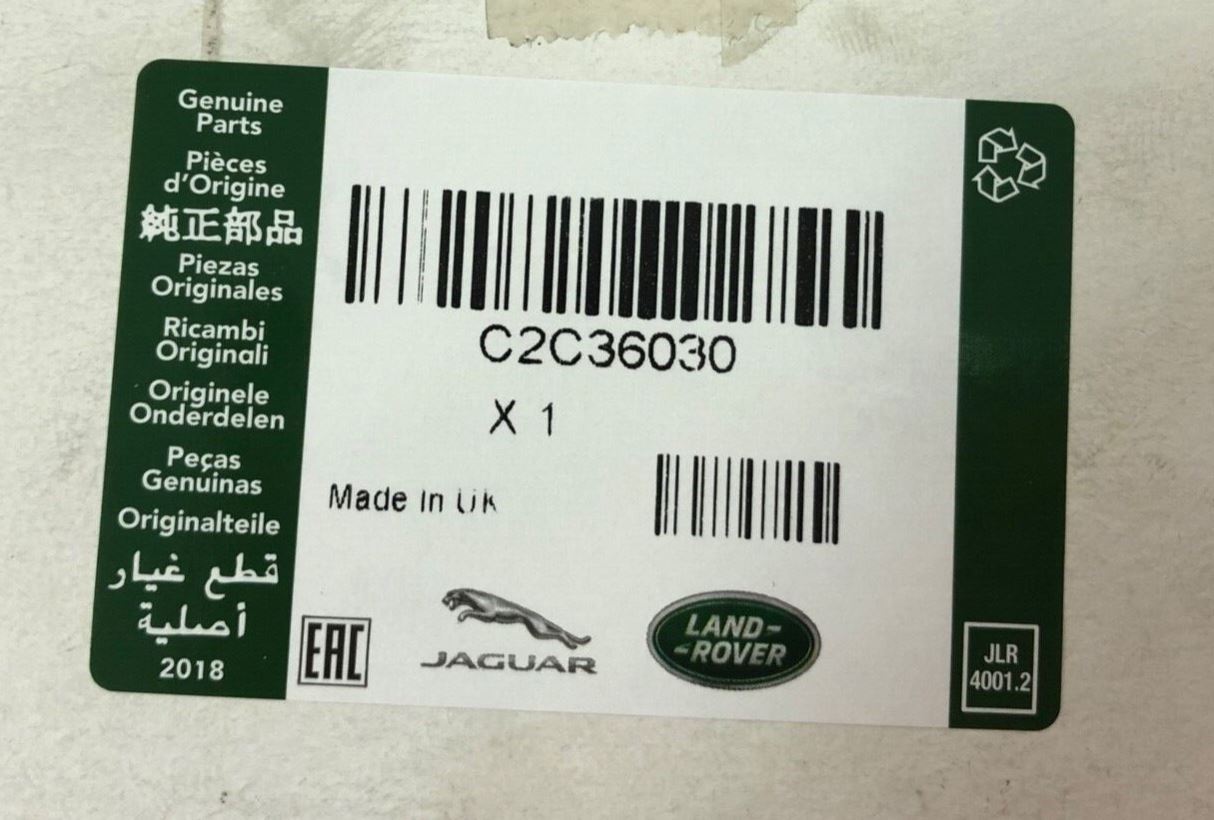 Genuine
Parts
Pièces
d'Origine
純正部品
Piezas
Originales
Ricambi
Originali
Originele
Onderdelen
Peças
Genuinas
Originalteile
قطع غيار
أصلية
2018
C2C36030
X 1
Made In UK
EAC
JAGUAR
LAND-
-ROVER
JLR
4001.2